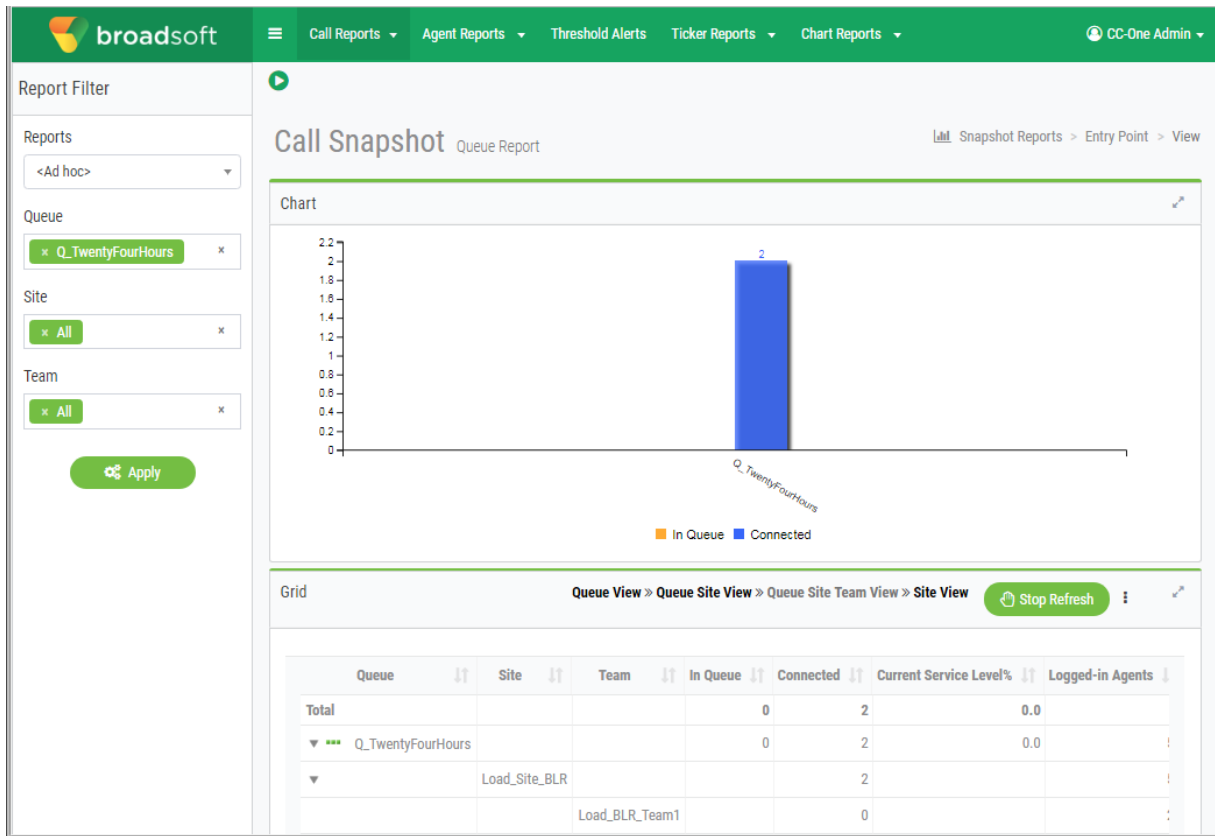 broadsoft
Call Reports
Agent Reports
Threshold Alerts
Ticker Reports
Chart Reports
CC-One Admin
Report Filter
Reports
<Ad hoc>
Queue
× Q_TwentyFourHours ×
Site
× All ×
Team
× All ×
Apply
Call Snapshot Queue Report
Snapshot Reports > Entry Point > View
Chart
2.2
2
1.8
1.6
1.4
1.2
1
0.8
0.6
0.4
0.2
0
2
Q_TwentyFourHours
In Queue Connected
Grid
Queue View » Queue Site View » Queue Site Team View » Site View
Stop Refresh
Queue Site Team In Queue Connected Current Service Level% Logged-in Agents
Total 0 2 0.0
Q_TwentyFourHours 0 2 0.0
Load_Site_BLR 2
Load_BLR_Team1 0